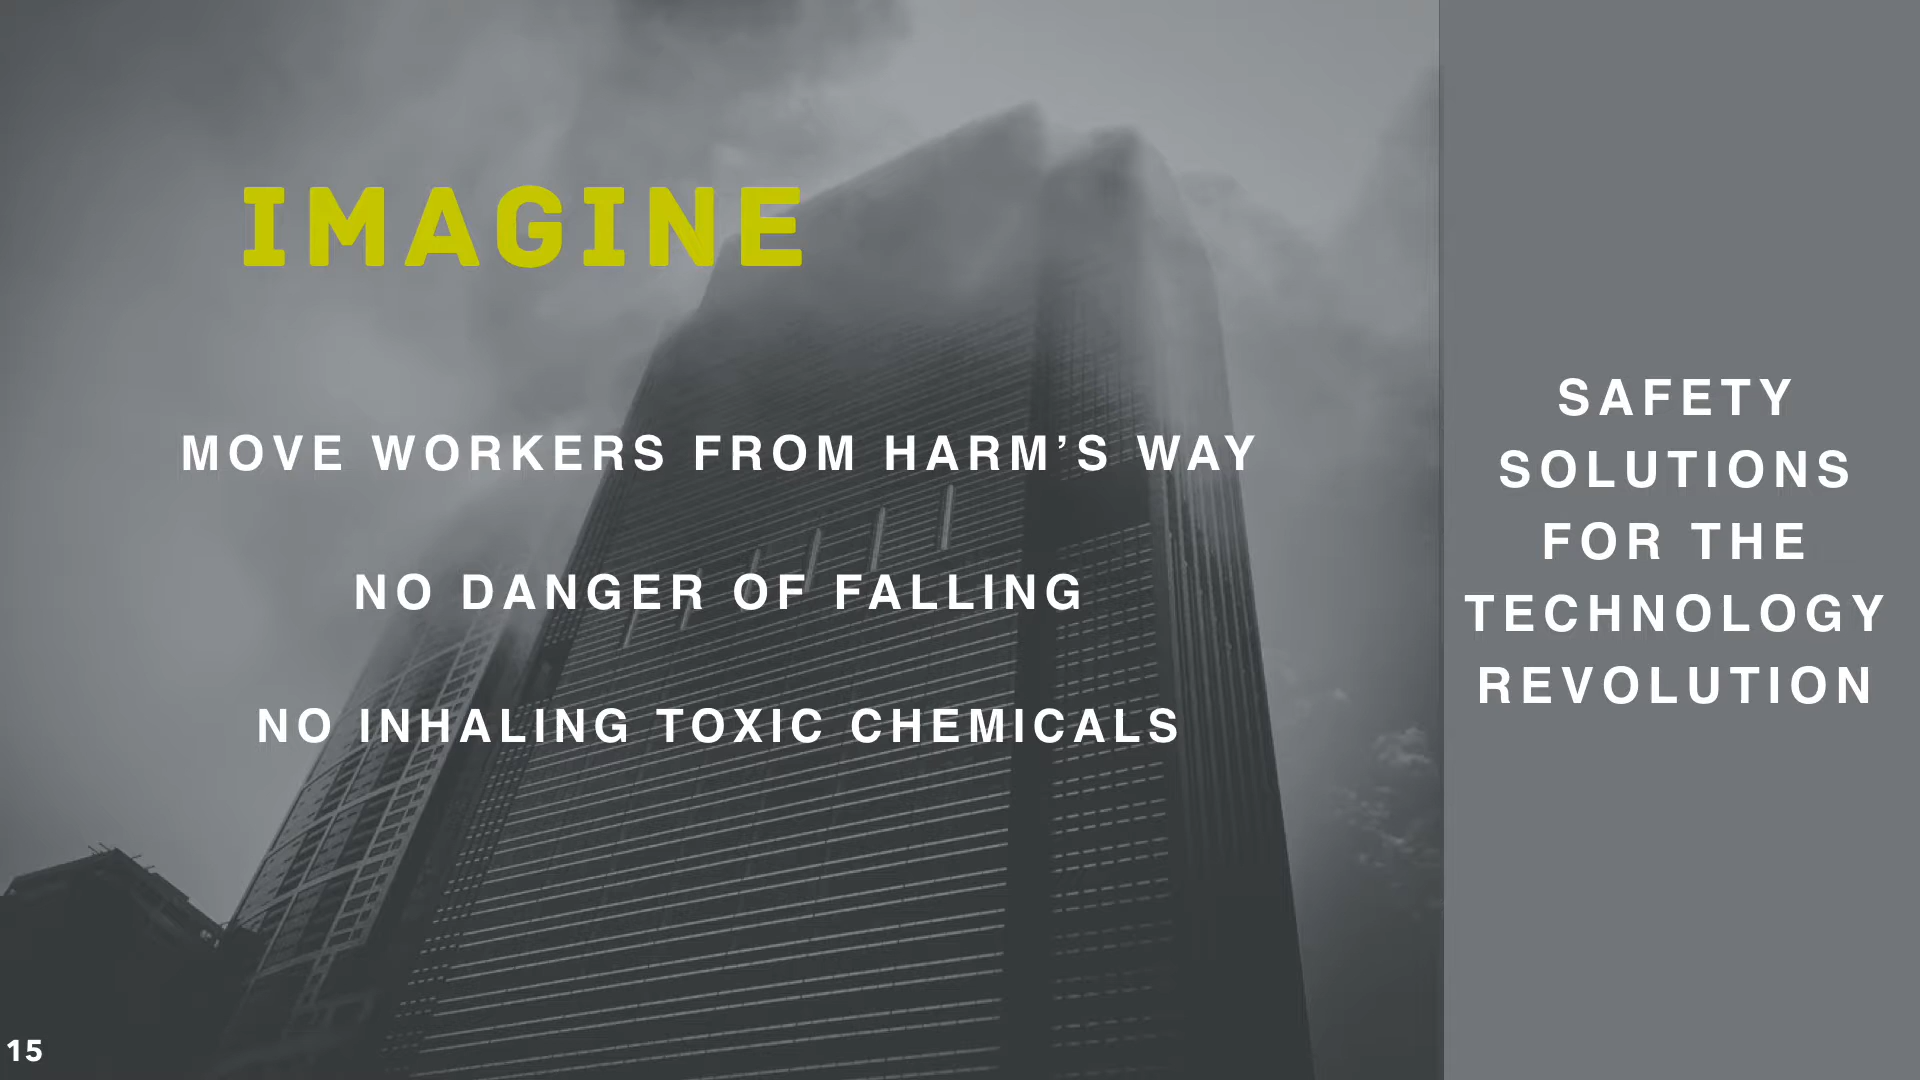 IMAGINE
MOVE WORKERS FROM HARM’S WAY
NO DANGER OF FALLING
NO INHALING TOXIC CHEMICALS
SAFETY
SOLUTIONS
FOR THE
TECHNOLOGY
REVOLUTION
15